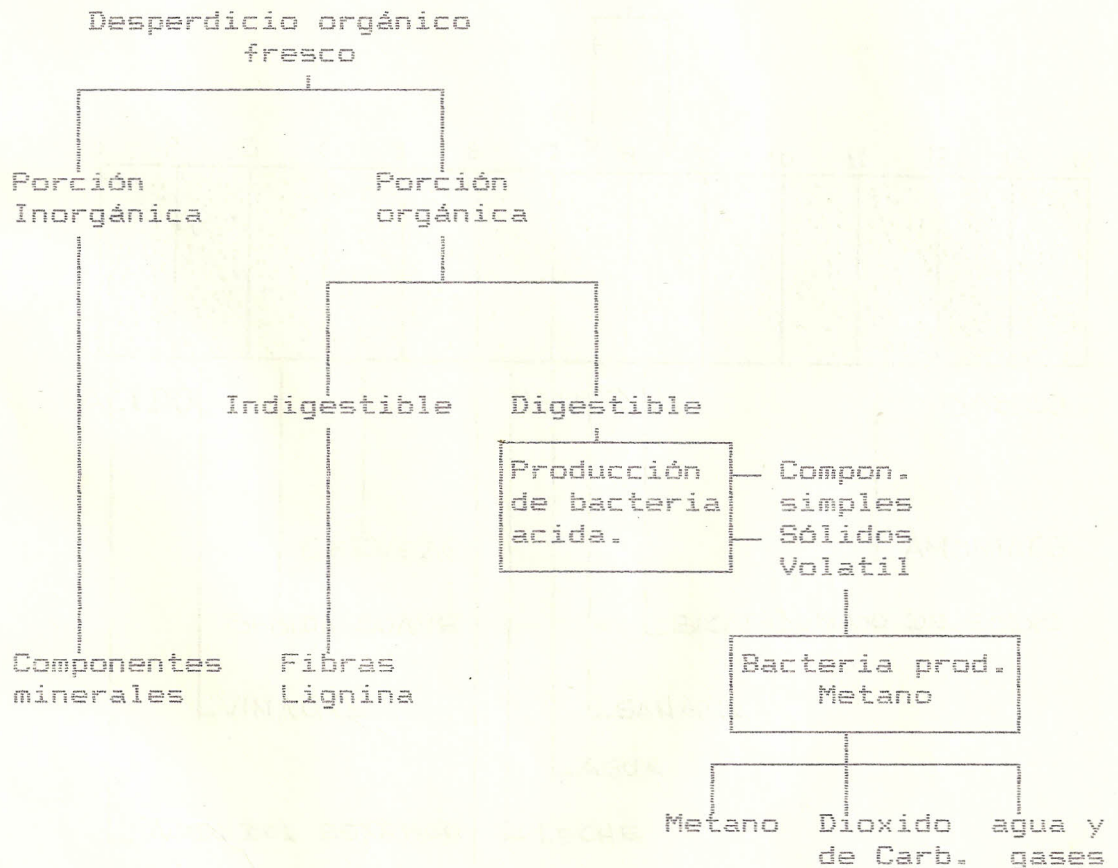 Desperdicio orgánico
fresco
Porción
Inorgánica
Porción
orgánica
Indigestible
Digestible
Producción
de bacteria
acida.
Compon.
simples
Sólidos
Volatil
Componentes
minerales
Fibras
Lignina
Bacteria prod.
Metano
Metano
Dioxido
de Carb.
agua y
gases